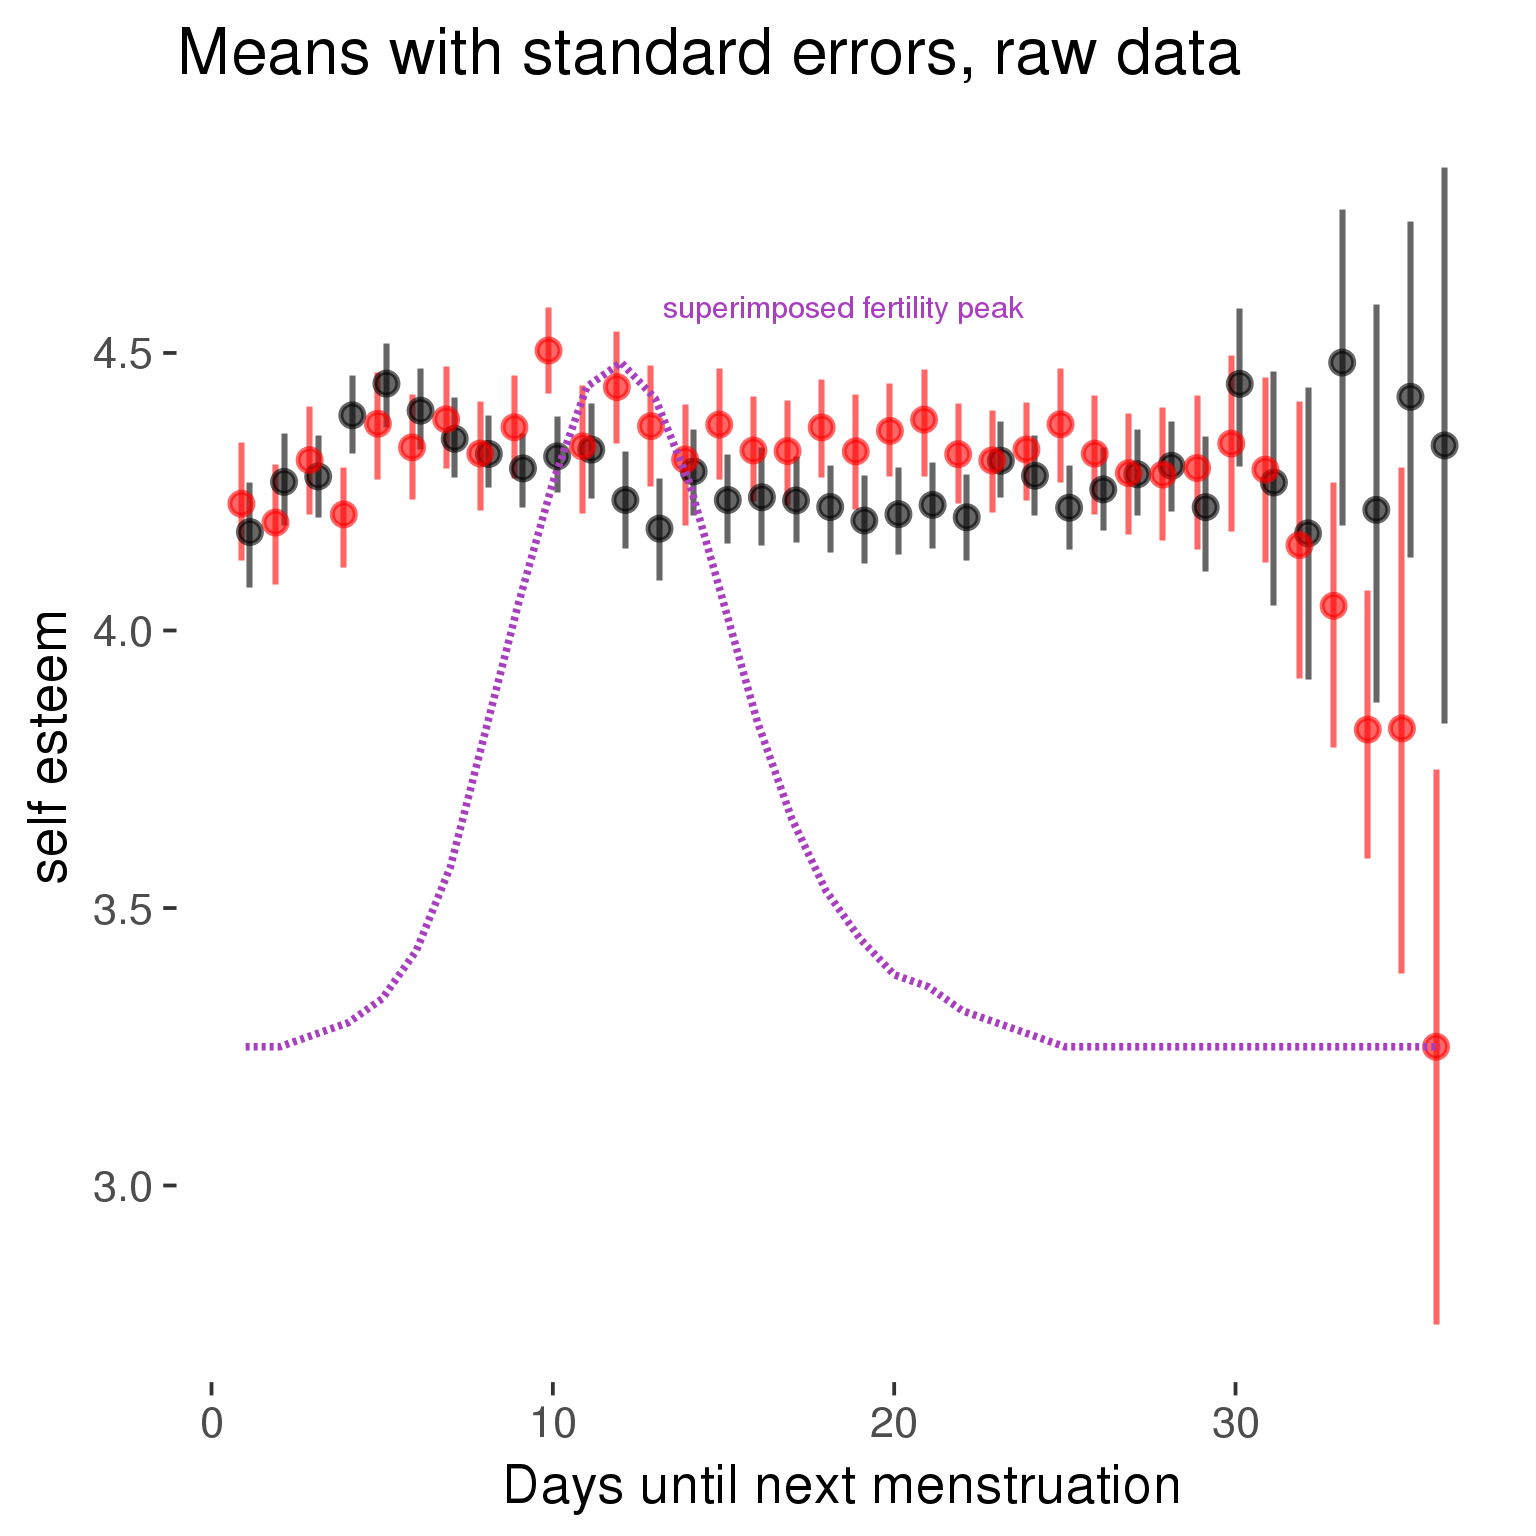 Means with standard errors, raw data
superimposed fertility peak
self esteem
4.5
4.0
3.5
3.0
0 10 20 30
Days until next menstruation